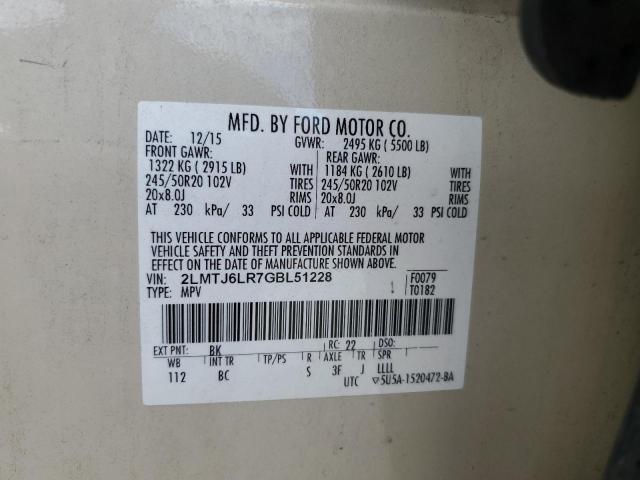 MFD. BY FORD MOTOR CO.
DATE: 12/15 GVWR: 2495 KG ( 5500 LB)
FRONT GAWR: REAR GAWR:
1322 KG ( 2915 LB) WITH 1184 KG ( 2610 LB) WITH
245/50R20 102V TIRES 245/50R20 102V TIRES
20x8.0J RIMS 20x8.0J RIMS
AT 230 kPa/ 33 PSI COLD AT 230 kPa/ 33 PSI COLD
THIS VEHICLE CONFORMS TO ALL APPLICABLE FEDERAL MOTOR
VEHICLE SAFETY AND THEFT PREVENTION STANDARDS IN
EFFECT ON THE DATE OF MANUFACTURE SHOWN ABOVE.
VIN: 2LMTJ6LR7GBL51228 F0079
TYPE: MPV T0182
EXT PNT: BK RC: 22 DSO:
WB INT TR TP/PS R AXLE TR SPR
112 BC S 3F J LLLL
UTC ▽5U5A-1520472-BA